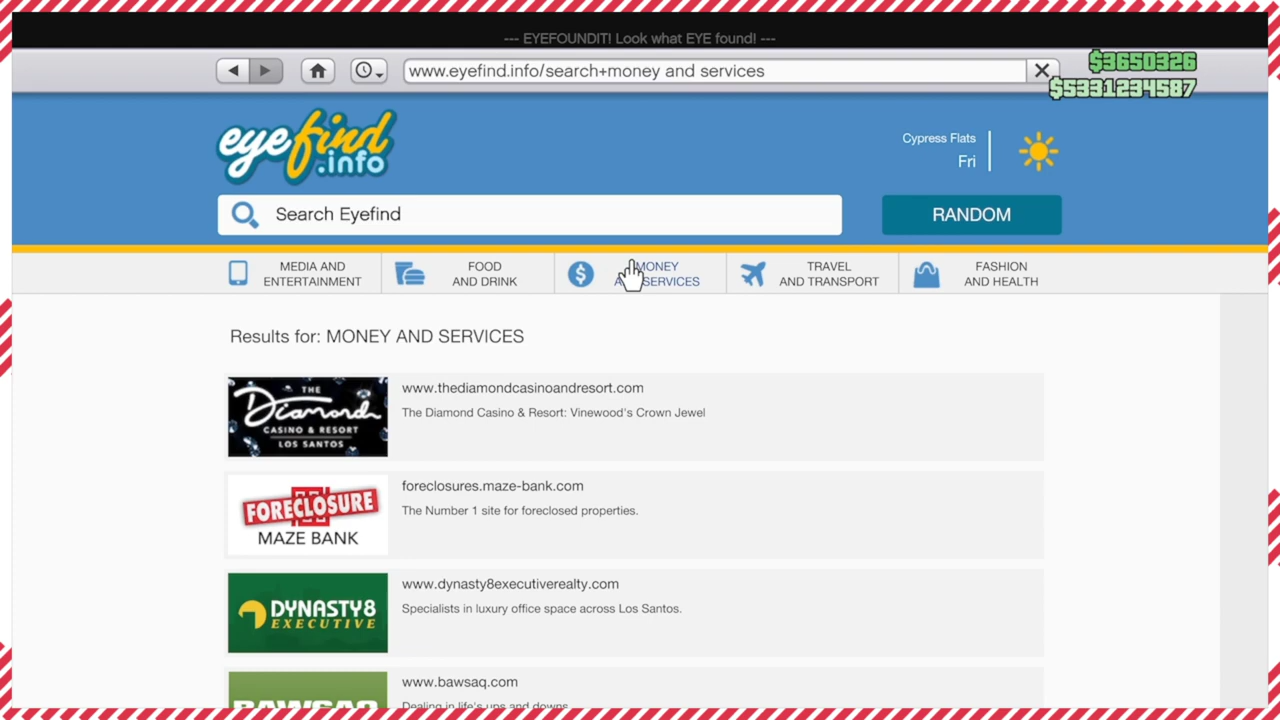 --- EYEFOUNDIT! Look what EYE found! ---
www.eyefind.info/search+money and services
$3650326
$5331234587
eyefind
.info
Cypress Flats
Fri
Search Eyefind
RANDOM
MEDIA AND
ENTERTAINMENT
FOOD
AND DRINK
MONEY
AND SERVICES
TRAVEL
AND TRANSPORT
FASHION
AND HEALTH
Results for: MONEY AND SERVICES
THE
Diamond
CASINO & RESORT
LOS SANTOS
www.thediamondcasinoandresort.com
The Diamond Casino & Resort: Vinewood's Crown Jewel
FORECLOSURE
MAZE BANK
foreclosures.maze-bank.com
The Number 1 site for foreclosed properties.
DYNASTY8
EXECUTIVE
www.dynasty8executiverealty.com
Specialists in luxury office space across Los Santos.
BAWSAQ
www.bawsaq.com
Dealing in life's ups and downs.